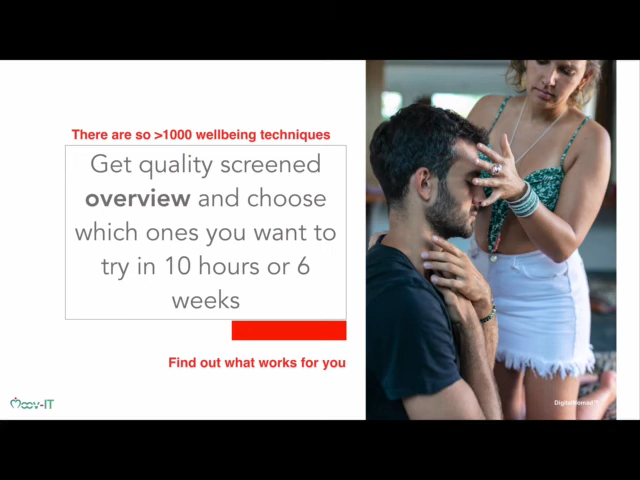 There are so >1000 wellbeing techniques
Get quality screened
overview and choose
which ones you want to
try in 10 hours or 6
weeks
Find out what works for you
Moov-IT